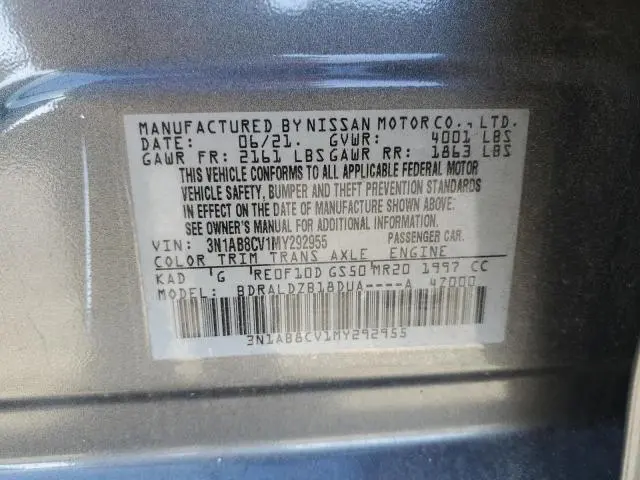 MANUFACTURED BY NISSAN MOTOR CO., LTD.
DATE: 06/21. GVWR: 4001 LBS
GAWR FR: 2161 LBS GAWR RR: 1863 LBS
THIS VEHICLE CONFORMS TO ALL APPLICABLE FEDERAL MOTOR
VEHICLE SAFETY, BUMPER AND THEFT PREVENTION STANDARDS
IN EFFECT ON THE DATE OF MANUFACTURE SHOWN ABOVE.
SEE OWNER'S MANUAL FOR ADDITIONAL INFORMATION.
VIN: 3N1AB8CV1MY292955 PASSENGER CAR.
COLOR TRIM TRANS AXLE ENGINE
KAD G RE0F10D GS50 MR20 1997 CC
MODEL: BDRALDZB18DUA----A 4Z000
3N1AB8CV1MY292955